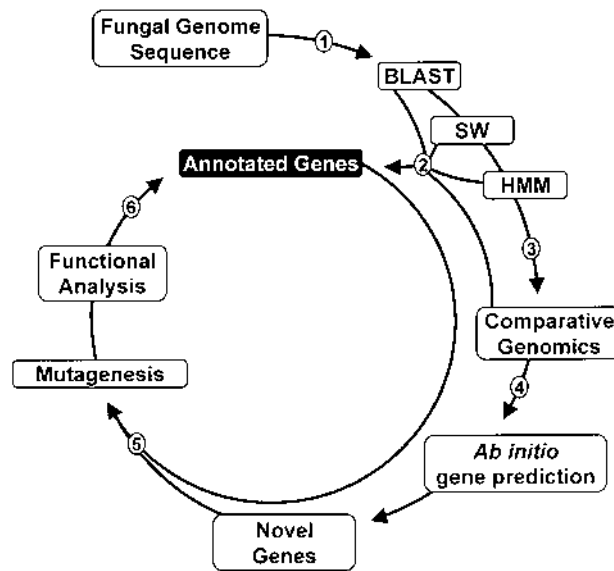 Fungal Genome
Sequence
1
BLAST
SW
Annotated Genes
2
HMM
6
3
Functional
Analysis
Comparative
Genomics
Mutagenesis
4
5
Ab initio
gene prediction
Novel
Genes